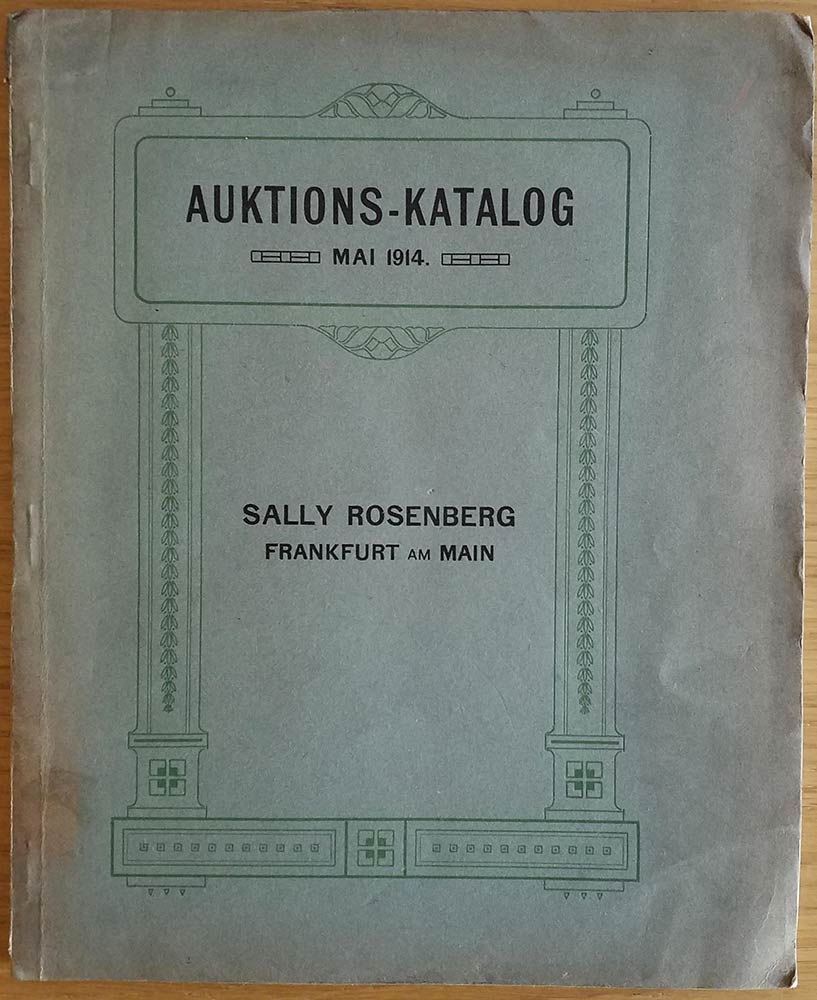 AUKTIONS-KATALOG
MAI 1914.
SALLY ROSENBERG
FRANKFURT AM MAIN